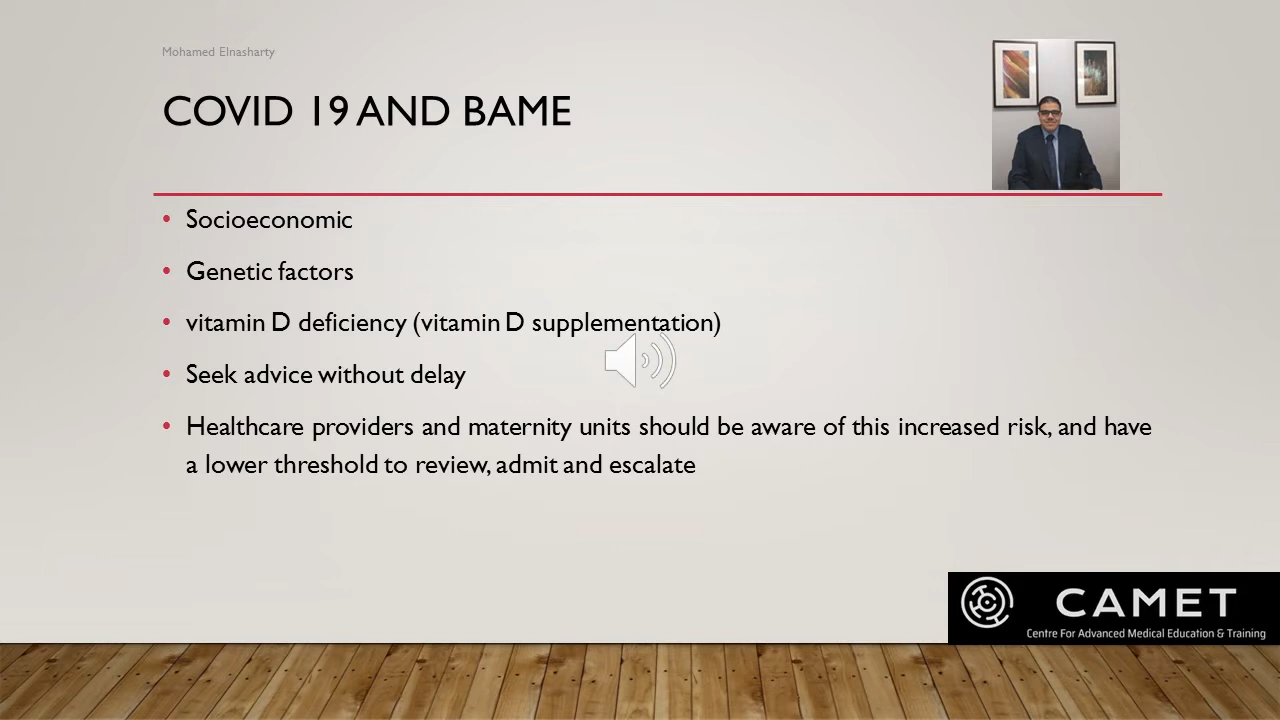 Mohamed Elnasharty
COVID 19 AND BAME
• Socioeconomic
• Genetic factors
• vitamin D deficiency (vitamin D supplementation)
• Seek advice without delay
• Healthcare providers and maternity units should be aware of this increased risk, and have
a lower threshold to review, admit and escalate
CAMET
Centre For Advanced Medical Education & Training